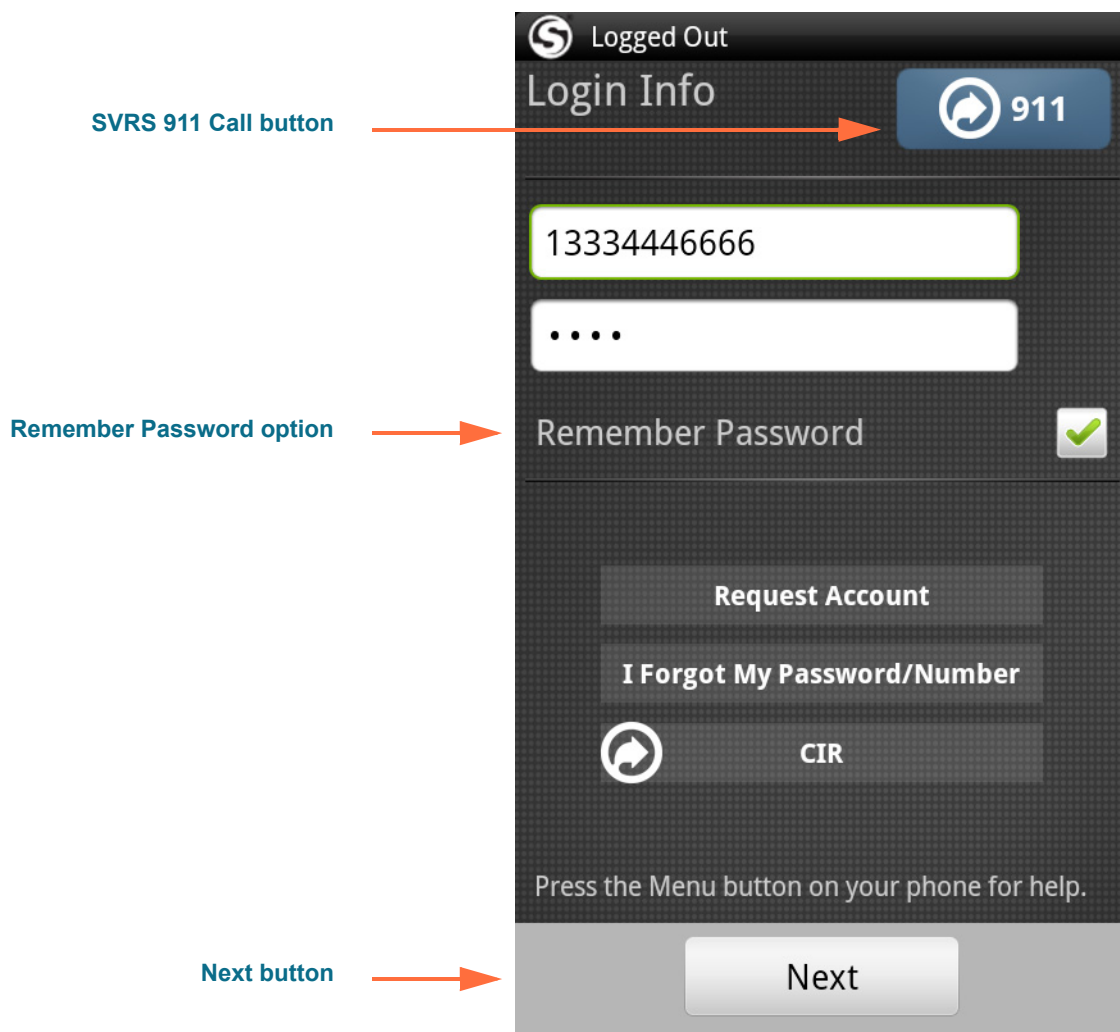 Logged Out
Login Info
911
SVRS 911 Call button
13334446666
••••
Remember Password option
Remember Password
Request Account
I Forgot My Password/Number
CIR
Press the Menu button on your phone for help.
Next button
Next